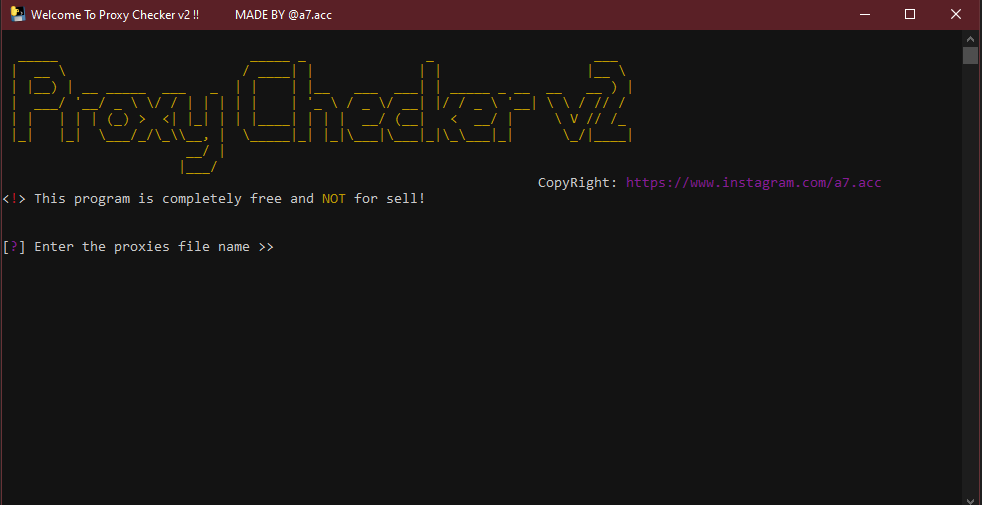 Welcome To Proxy Checker v2 !! MADE BY @a7.acc
Proxy Checker v2
CopyRight: https://www.instagram.com/a7.acc
<!> This program is completely free and NOT for sell!
[?] Enter the proxies file name >>